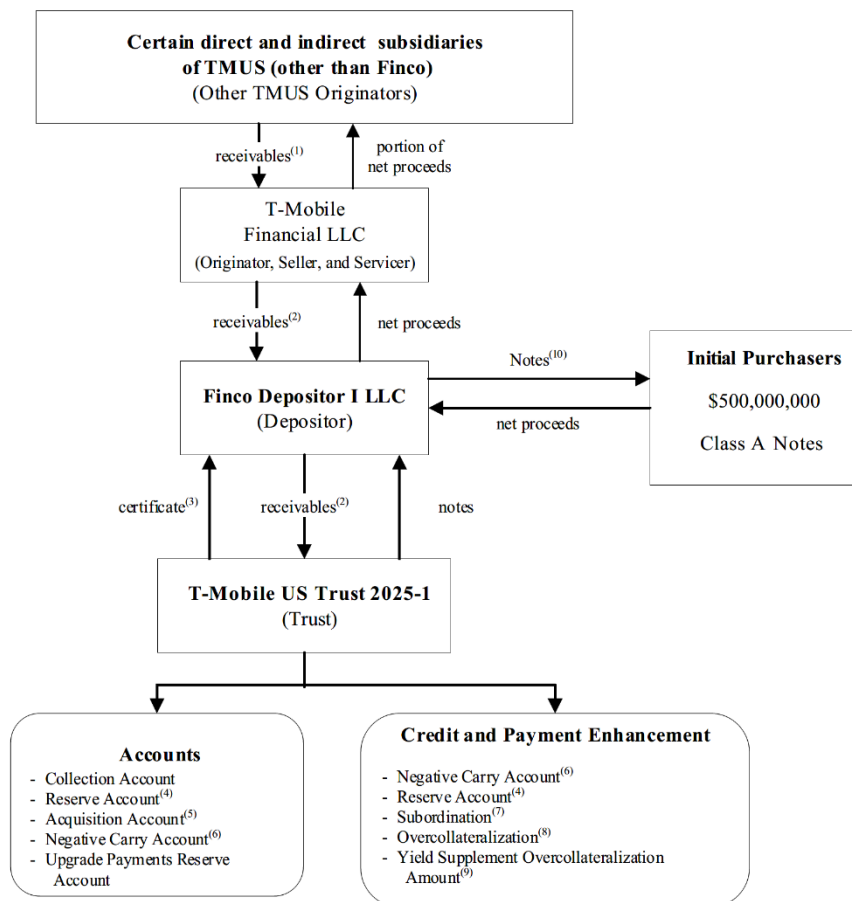 Certain direct and indirect subsidiaries
of TMUS (other than Finco)
(Other TMUS Originators)
receivables(1)
portion of
net proceeds
T-Mobile
Financial LLC
(Originator, Seller, and Servicer)
receivables(2)
net proceeds
Finco Depositor I LLC
(Depositor)
Notes(10)
net proceeds
Initial Purchasers
$500,000,000
Class A Notes
certificate(3)
receivables(2)
notes
T-Mobile US Trust 2025-1
(Trust)
Accounts
- Collection Account
- Reserve Account(4)
- Acquisition Account(5)
- Negative Carry Account(6)
- Upgrade Payments Reserve
Account
Credit and Payment Enhancement
- Negative Carry Account(6)
- Reserve Account(4)
- Subordination(7)
- Overcollateralization(8)
- Yield Supplement Overcollateralization
Amount(9)